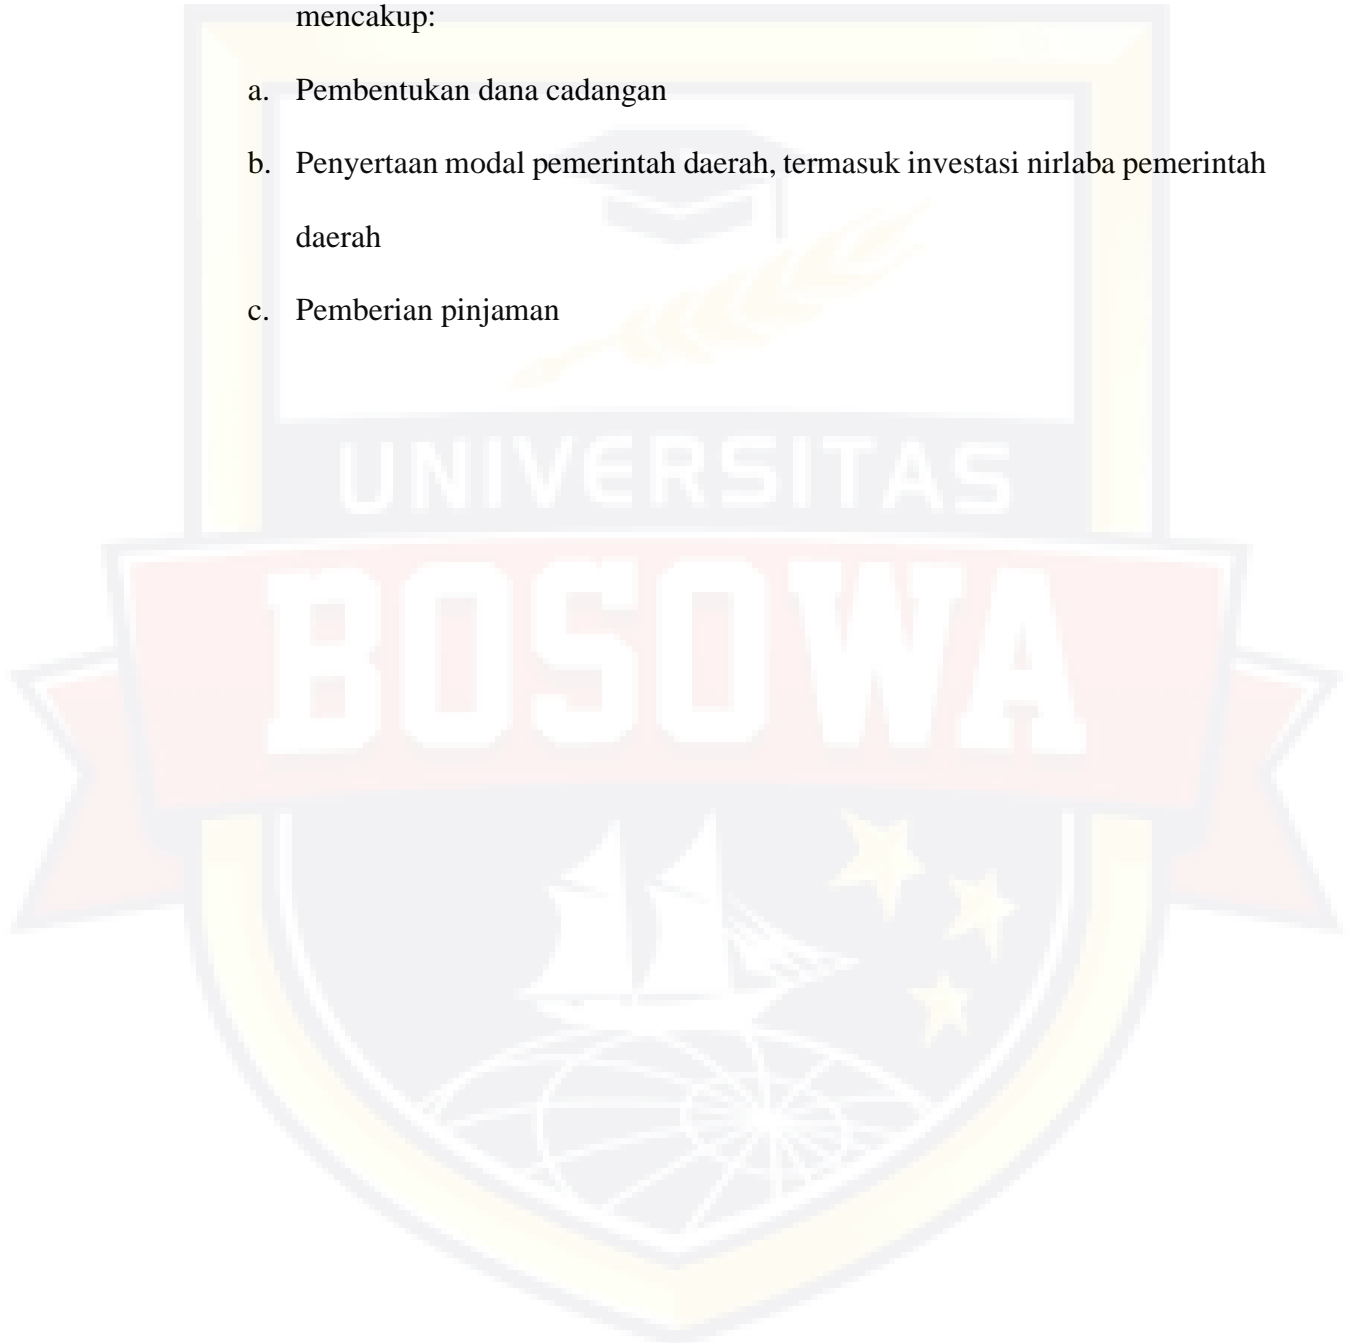 mencakup:
a. Pembentukan dana cadangan
b. Penyertaan modal pemerintah daerah, termasuk investasi nirlaba pemerintah
daerah
c. Pemberian pinjaman
UNIVERSITAS
BOSOWA